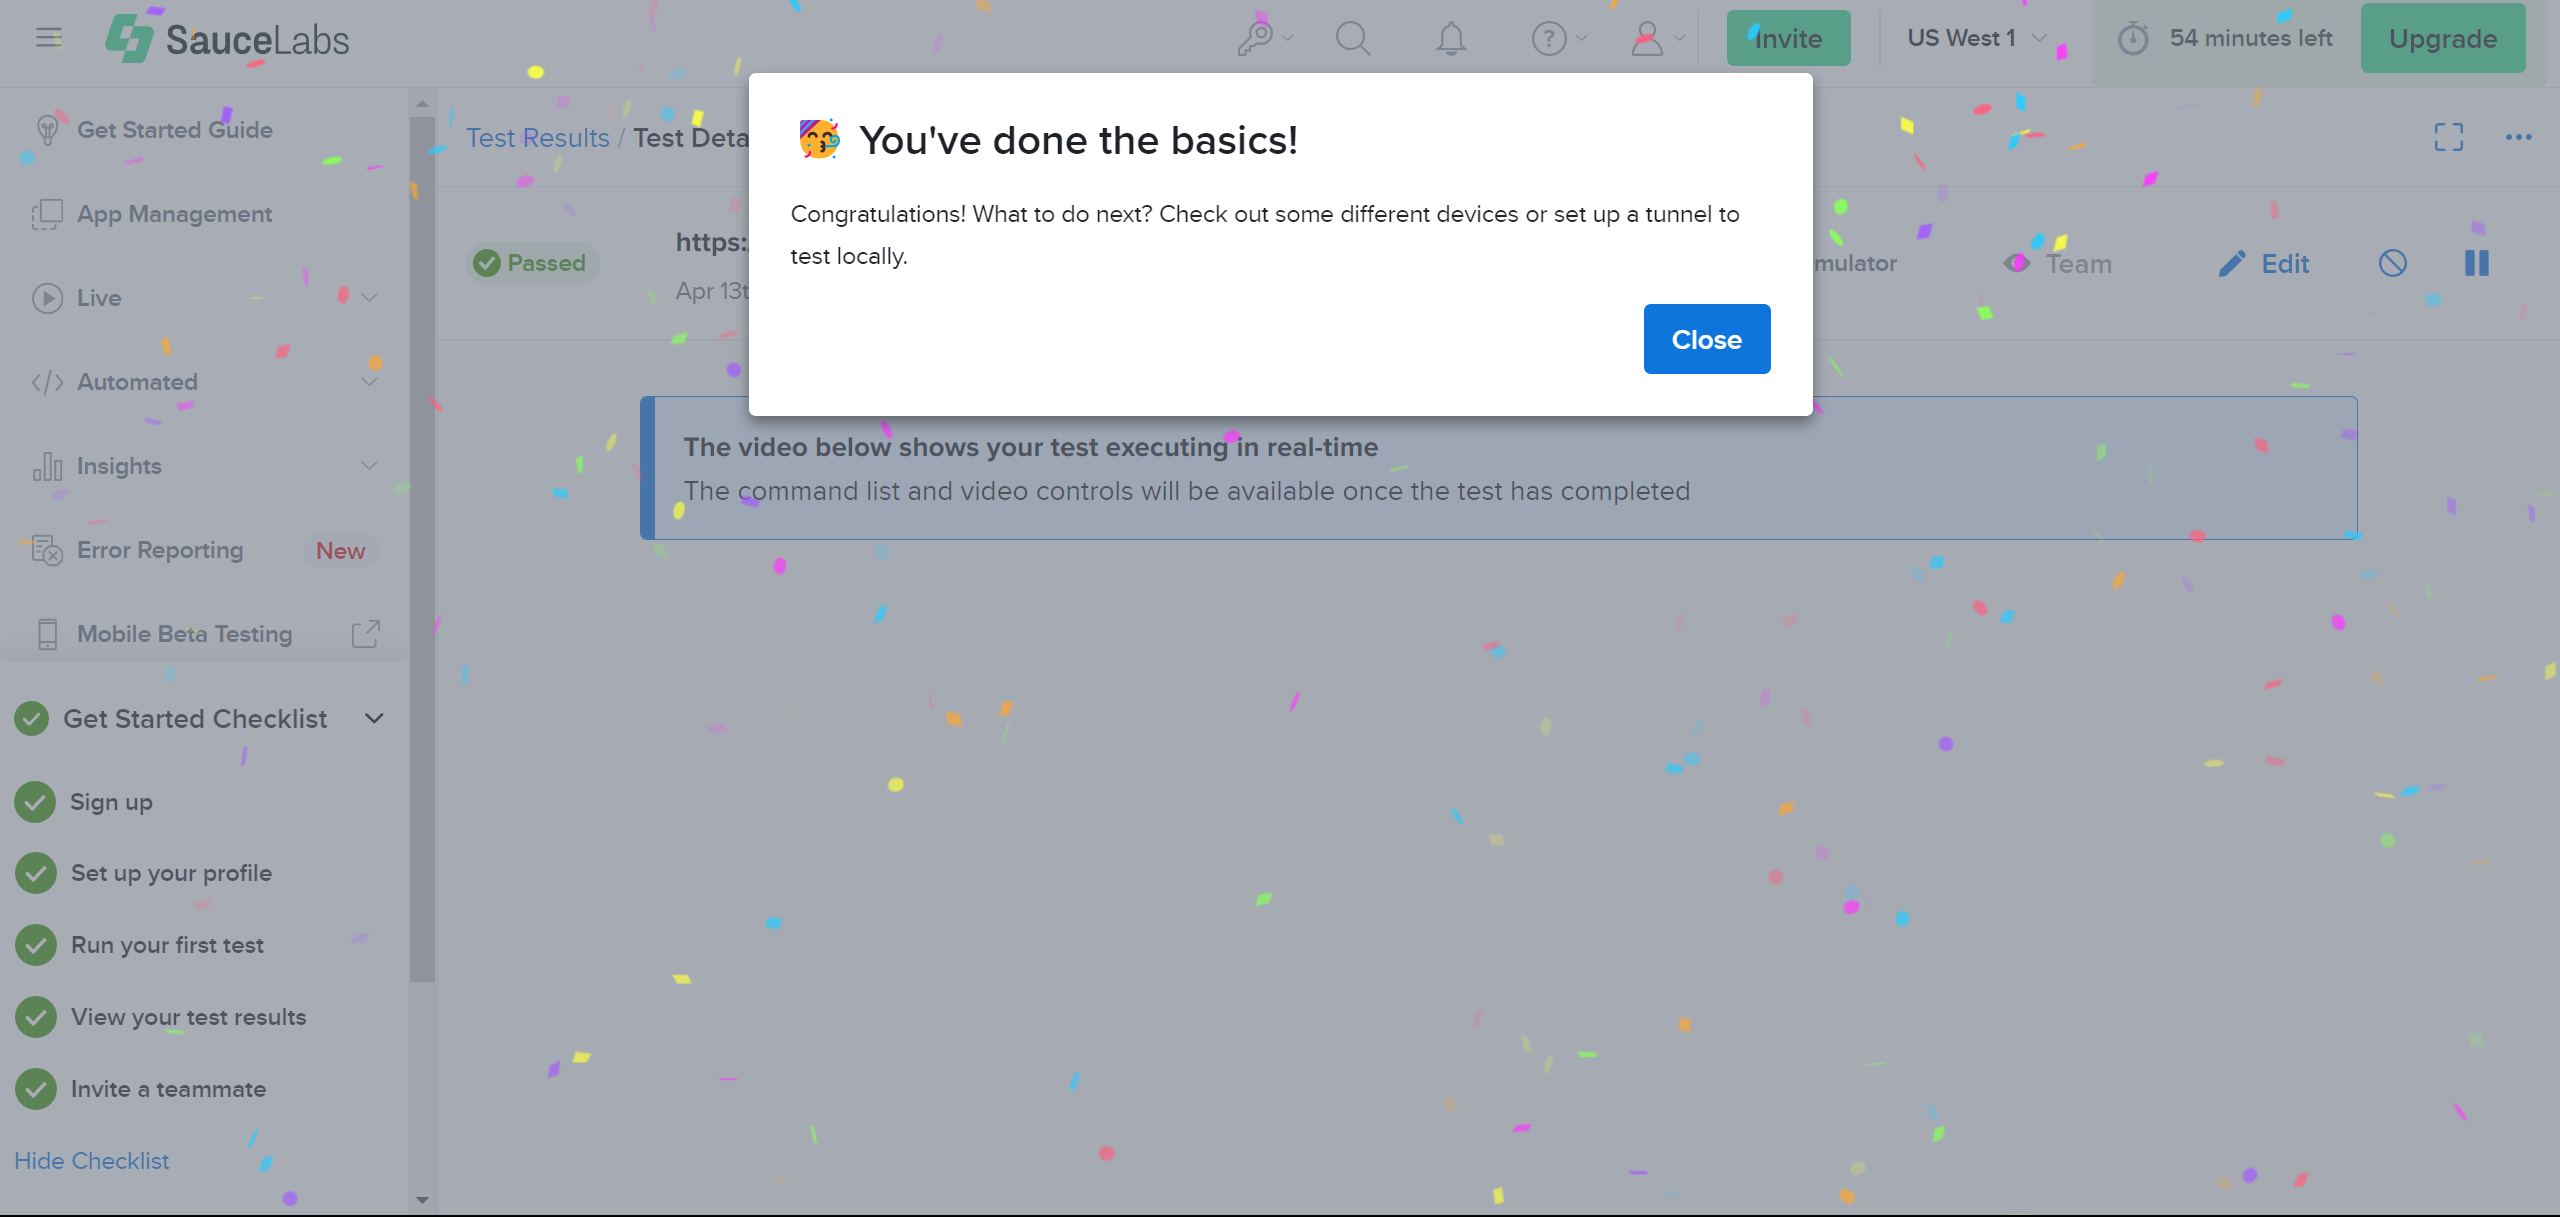 SauceLabs
Invite
US West 1
54 minutes left
Upgrade
Get Started Guide
App Management
Live
Automated
Insights
Error Reporting New
Mobile Beta Testing
Get Started Checklist
Sign up
Set up your profile
Run your first test
View your test results
Invite a teammate
Hide Checklist
Test Results / Test Deta
Passed
https:
Apr 13t
mulator
Team
Edit
You've done the basics!
Congratulations! What to do next? Check out some different devices or set up a tunnel to
test locally.
Close
The video below shows your test executing in real-time
The command list and video controls will be available once the test has completed